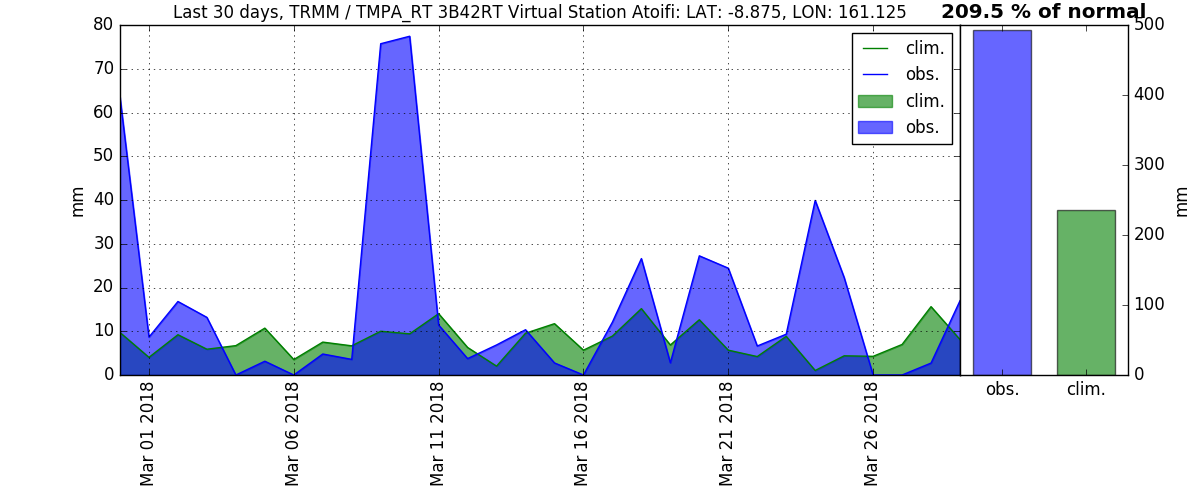 Last 30 days, TRMM / TMPA_RT 3B42RT Virtual Station Atoifi: LAT: -8.875, LON: 161.125
209.5 % of normal
80
70
60
50
40
30
20
10
0
mm
clim.
obs.
clim.
obs.
Mar 01 2018
Mar 06 2018
Mar 11 2018
Mar 16 2018
Mar 21 2018
Mar 26 2018
500
400
300
200
100
0
mm
obs.
clim.